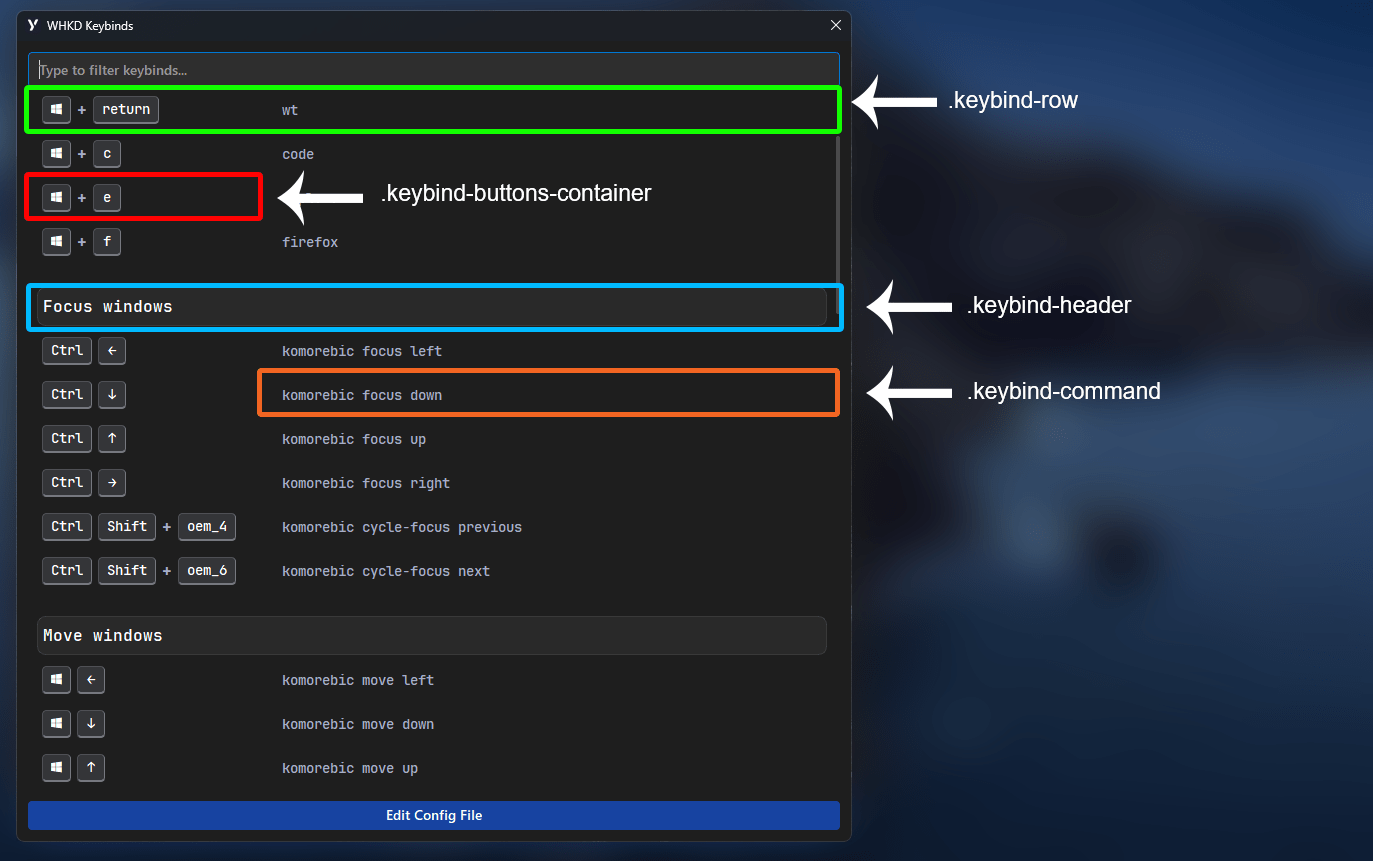 WHKD Keybinds
Type to filter keybinds...
+ return wt
.keybind-row
+ c code
+ e
.keybind-buttons-container
+ f firefox
Focus windows
.keybind-header
Ctrl ← komorebic focus left
Ctrl ↓ komorebic focus down
.keybind-command
Ctrl ↑ komorebic focus up
Ctrl → komorebic focus right
Ctrl Shift + oem_4 komorebic cycle-focus previous
Ctrl Shift + oem_6 komorebic cycle-focus next
Move windows
← komorebic move left
↓ komorebic move down
↑ komorebic move up
Edit Config File